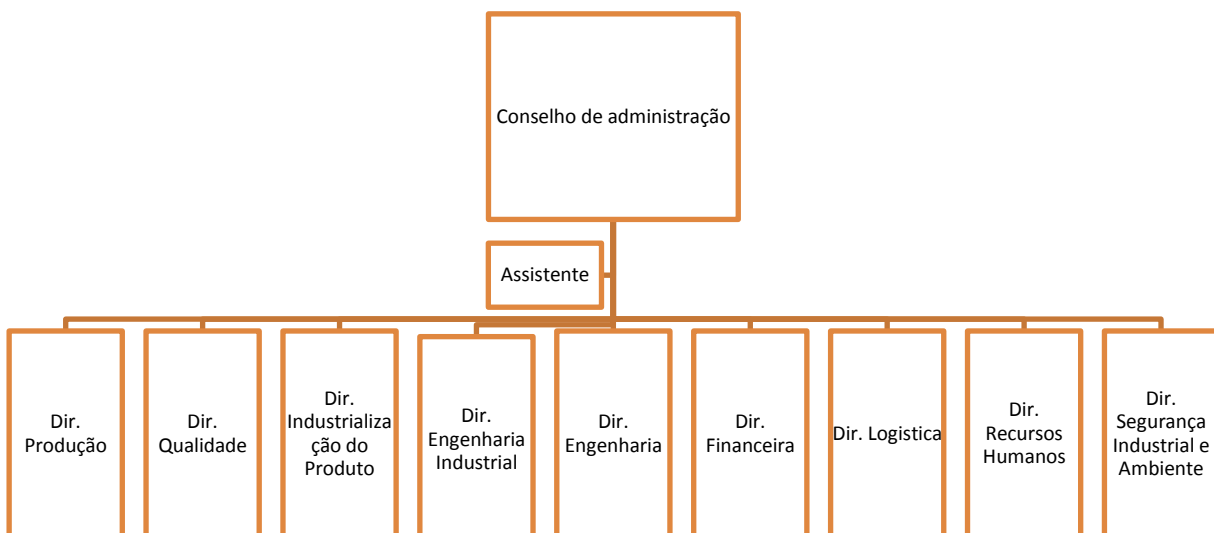 Conselho de administração
Assistente
Dir.
Produção
Dir.
Qualidade
Dir.
Industrializa
ção do
Produto
Dir.
Engenharia
Industrial
Dir.
Engenharia
Dir.
Financeira
Dir. Logistica
Dir.
Recursos
Humanos
Dir.
Segurança
Industrial e
Ambiente